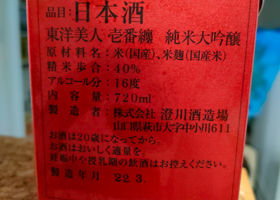 品目:日本酒
東洋美人 壱番纏 純米大吟醸
原材料名:米(国産)、米麹(国産米)
精米歩合:40%
アルコール分:16度
内容量:720ml
製造者:株式会社 澄川酒造場
山口県萩市大字中小川611
お酒は20歳になってから
お酒はおいしく適量を。
妊娠中や授乳期の飲酒はお控えください。
製造年月 22.3.